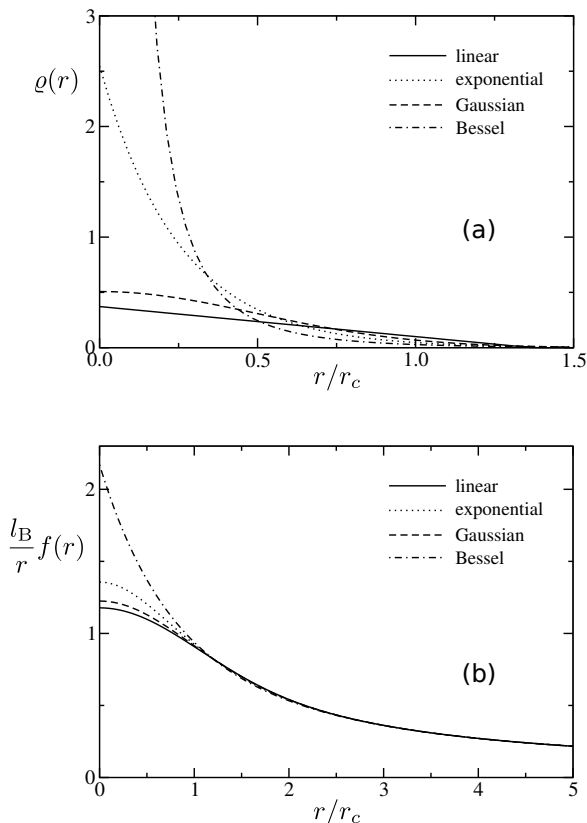 3
linear
ϱ(r)
exponential
Gaussian
2
Bessel
(a)
1
0
0.0 0.5 1.0 1.5
r/r_c
linear
2
exponential
l_B/r f(r)
Gaussian
Bessel
1
(b)
0
0 1 2 3 4 5
r/r_c